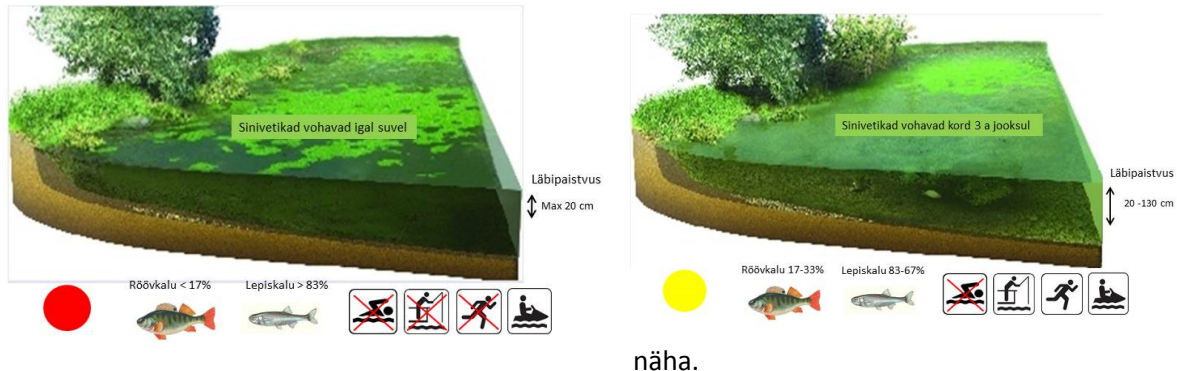 Sinivetikad vohavad igal suvel
Läbipaistvus
Max 20 cm
Röövkalu < 17%
Lepiskalu > 83%
Sinivetikad vohavad kord 3 a jooksul
Läbipaistvus
20 -130 cm
Röövkalu 17-33%
Lepiskalu 83-67%
näha.